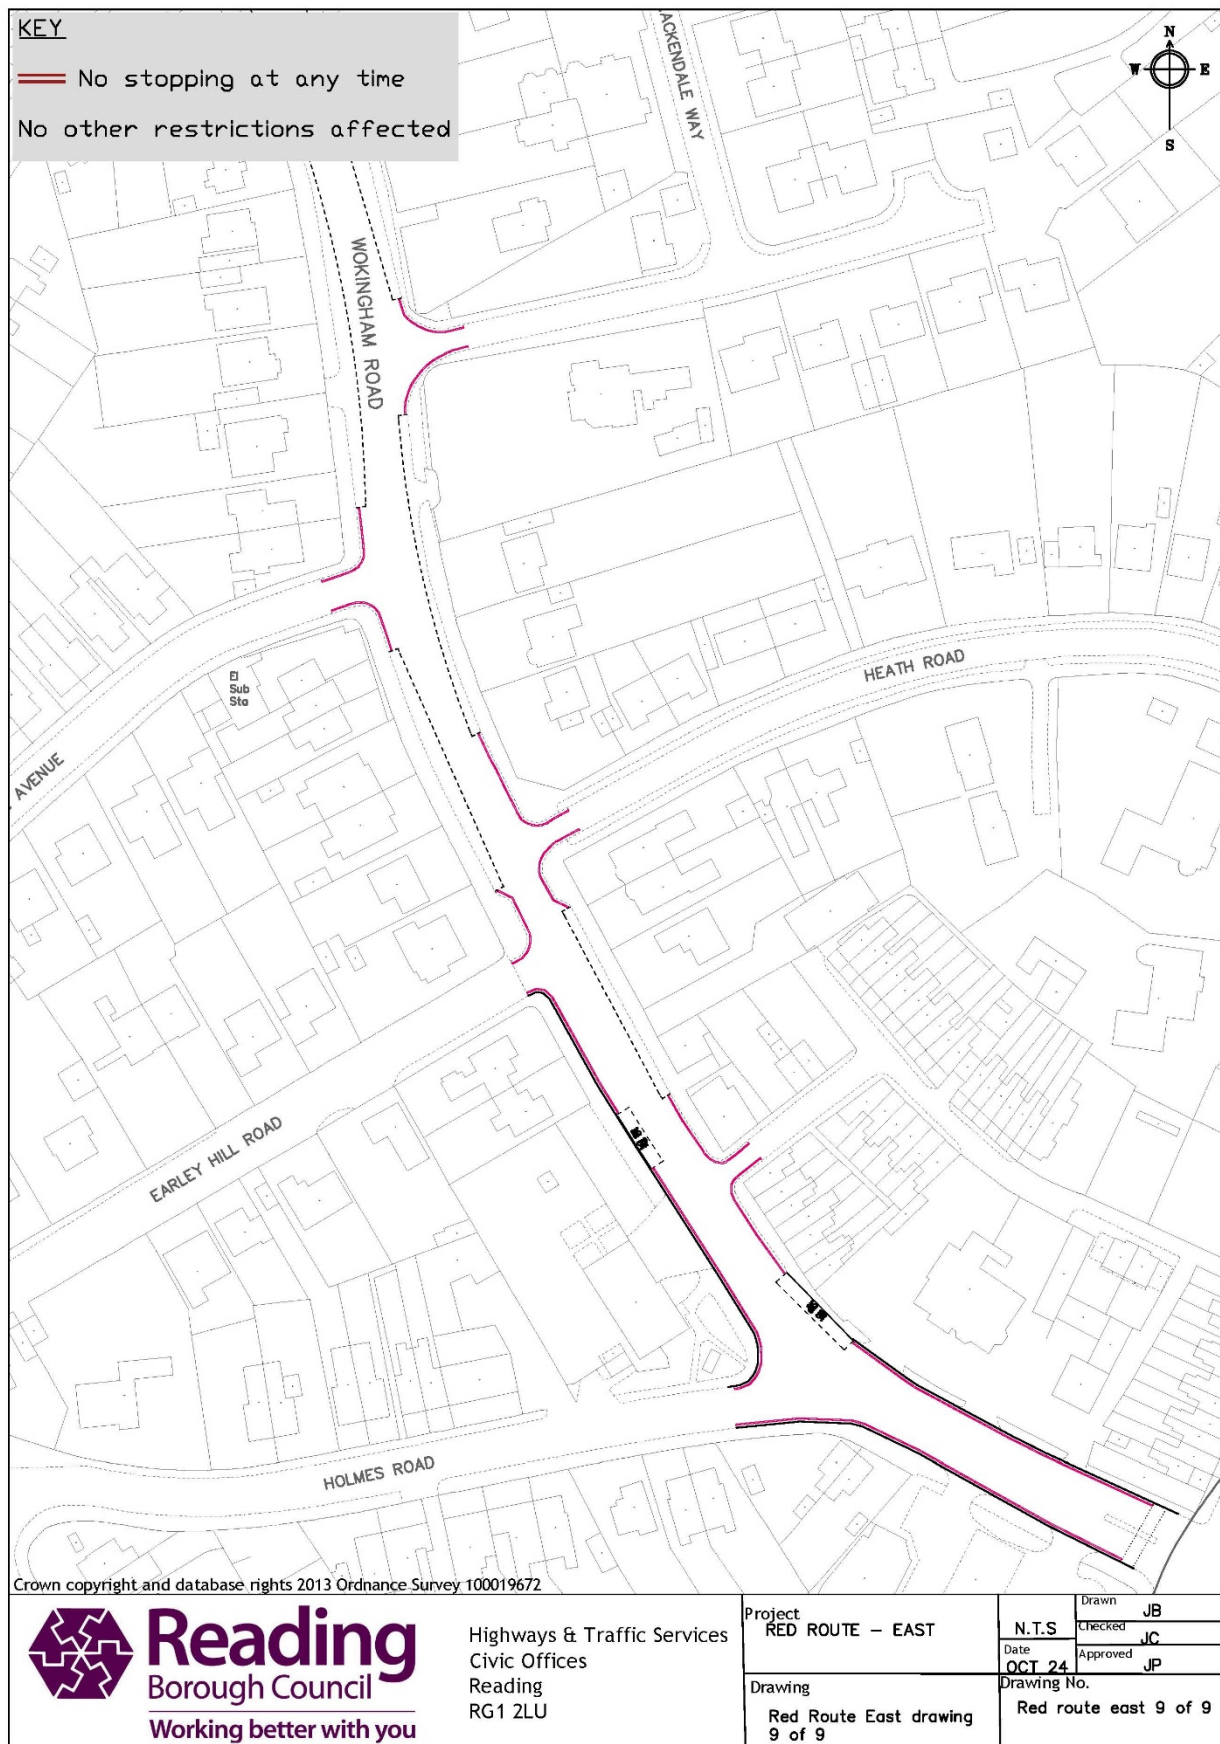 KEY
No stopping at any time
No other restrictions affected
ACKENDALE WAY
N
W
E
S
WOKINGHAM ROAD
HEATH ROAD
El
Sub
Sta
AVENUE
EARLEY HILL ROAD
HOLMES ROAD
Crown copyright and database rights 2013 Ordnance Survey 100019672
Reading
Borough Council
Working better with you
Highways & Traffic Services
Civic Offices
Reading
RG1 2LU
Project
RED ROUTE – EAST
N.T.S
Date
OCT 24
Drawn
JB
Checked
JC
Approved
JP
Drawing
Red Route East drawing
9 of 9
Drawing No.
Red route east 9 of 9